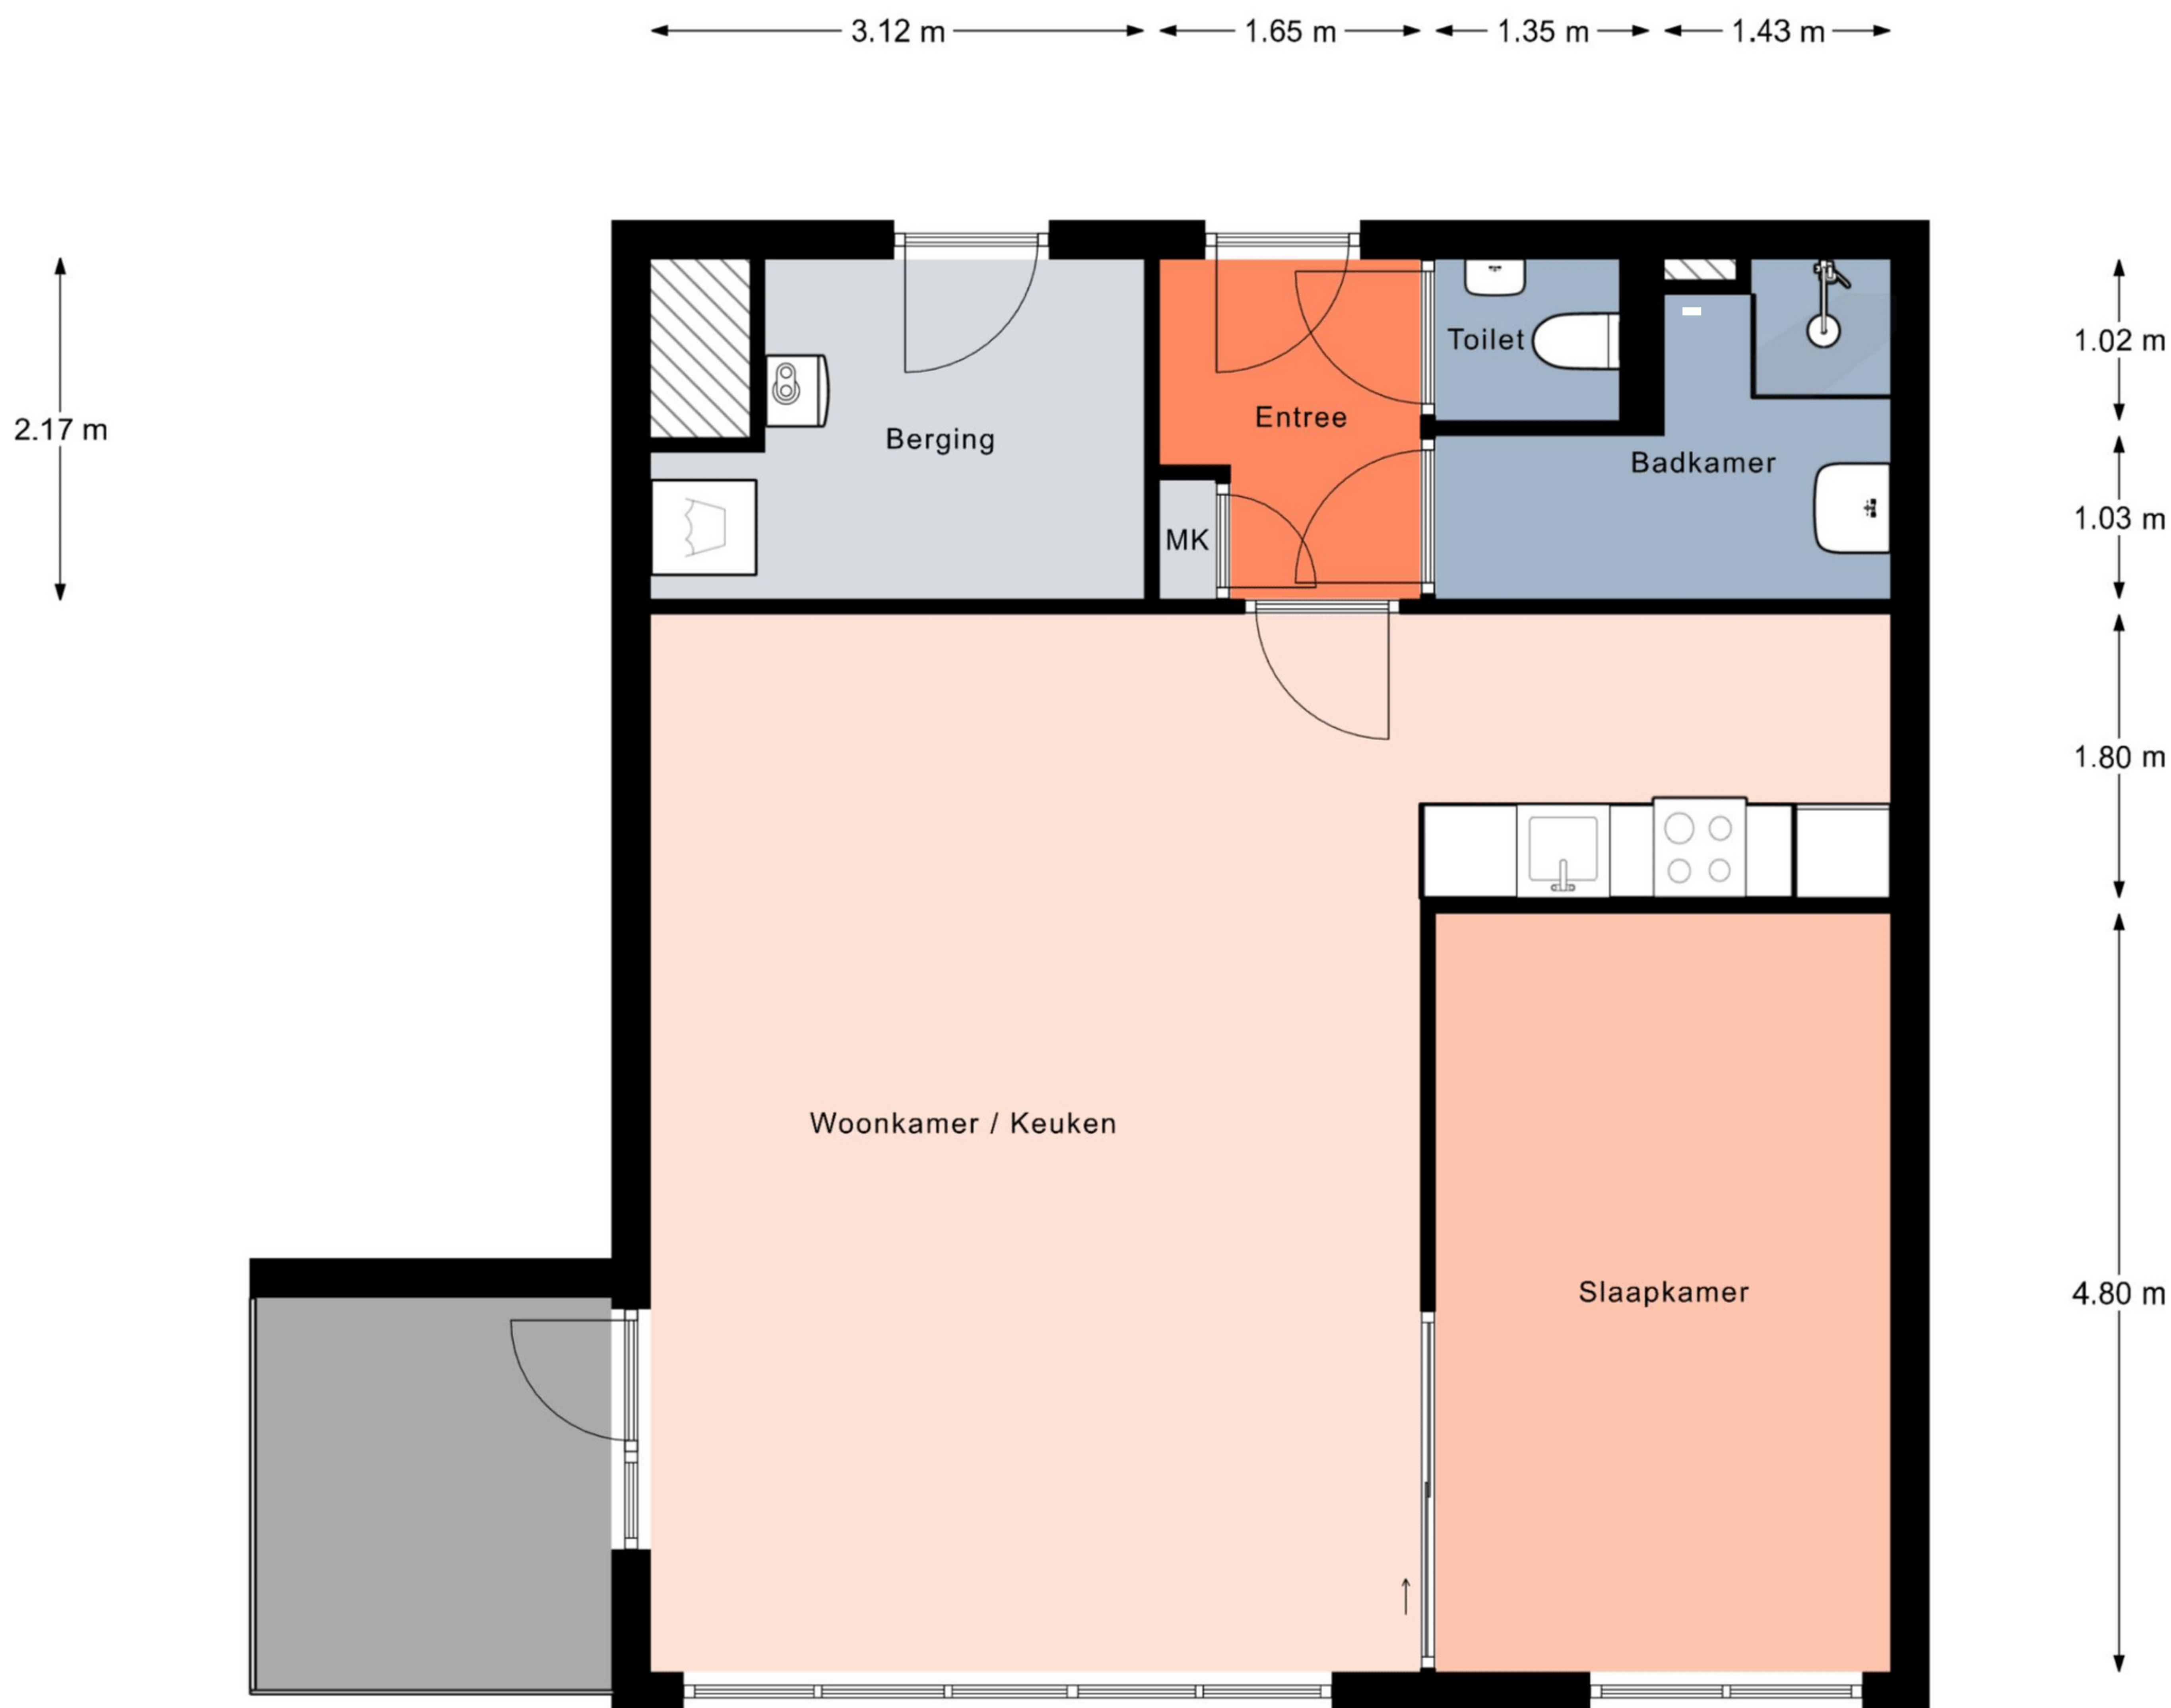 3.12 m
1.65 m
1.35 m
1.43 m
2.17 m
1.02 m
Toilet
Entree
Berging
Badkamer
1.03 m
MK
1.80 m
Woonkamer / Keuken
Slaapkamer
4.80 m